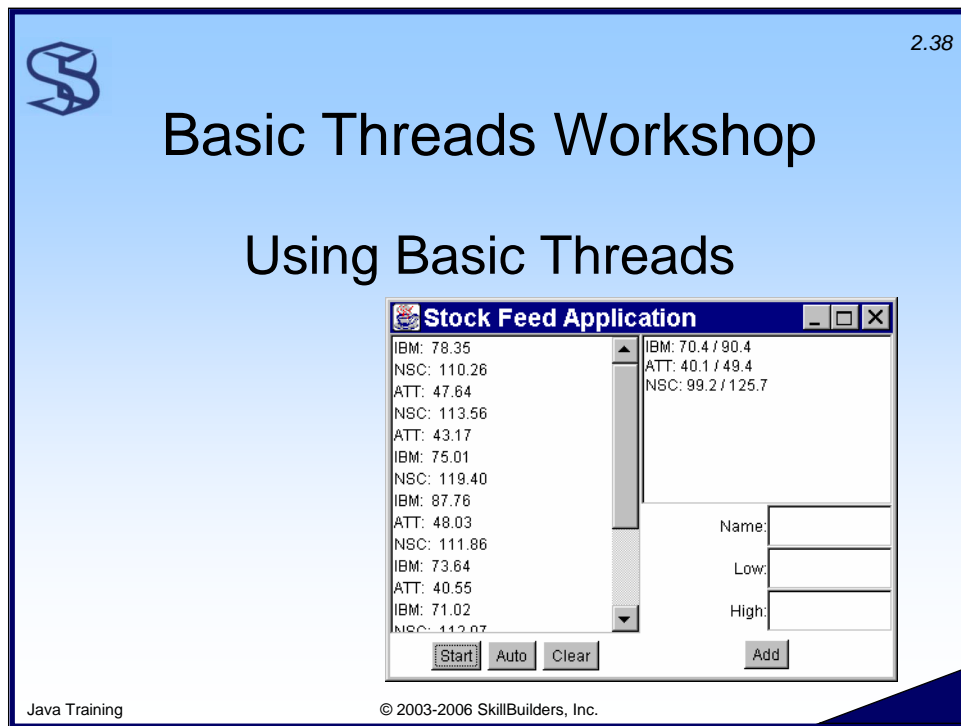 2.38
Basic Threads Workshop
Using Basic Threads
Stock Feed Application
IBM: 78.35
NSC: 110.26
ATT: 47.64
NSC: 113.56
ATT: 43.17
IBM: 75.01
NSC: 119.40
IBM: 87.76
ATT: 48.03
NSC: 111.86
IBM: 73.64
ATT: 40.55
IBM: 71.02
NSC: 112.07
IBM: 70.4 / 90.4
ATT: 40.1 / 49.4
NSC: 99.2 / 125.7
Name:
Low:
High:
Start Auto Clear Add
Java Training © 2003-2006 SkillBuilders, Inc.